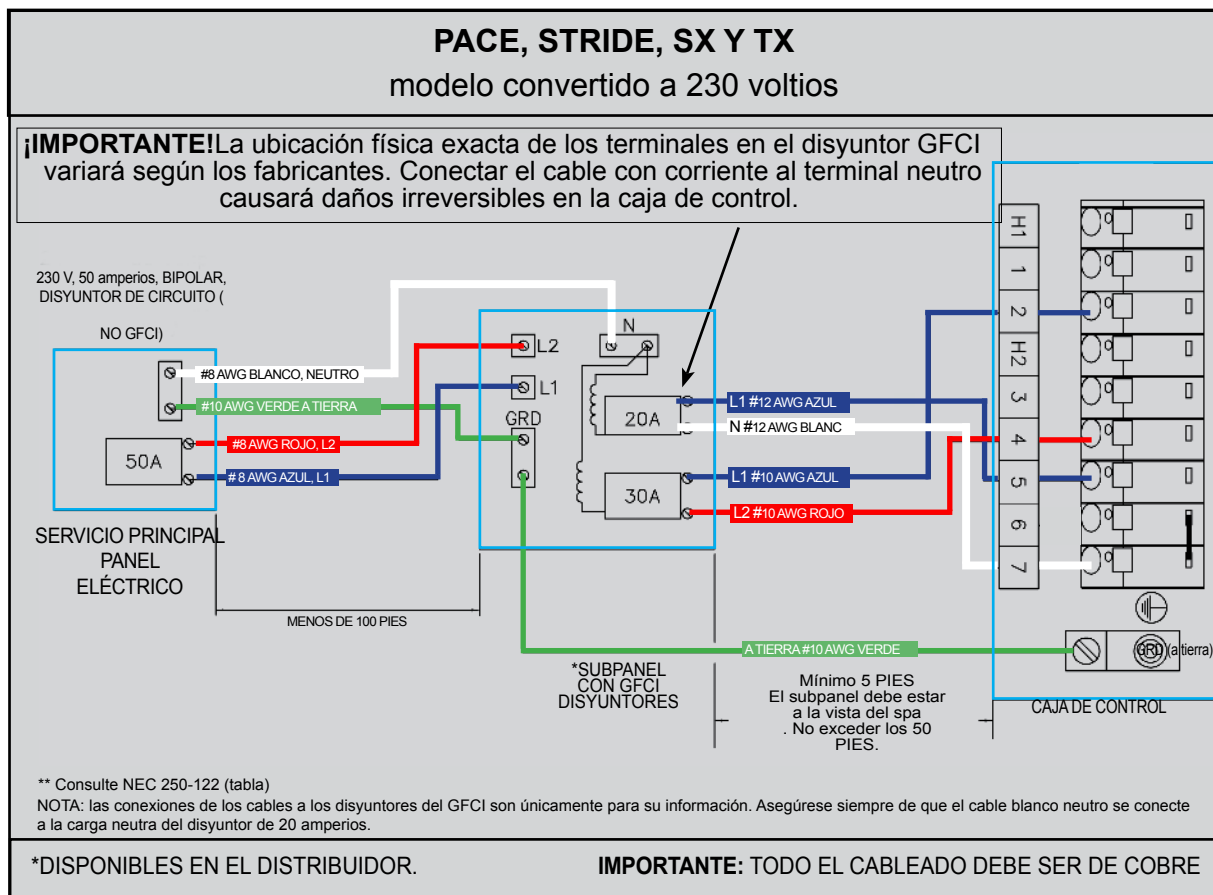 PACE, STRIDE, SX Y TX
modelo convertido a 230 voltios
¡IMPORTANTE!La ubicación física exacta de los terminales en el disyuntor GFCI
variará según los fabricantes. Conectar el cable con corriente al terminal neutro
causará daños irreversibles en la caja de control.
230 V, 50 amperios, BIPOLAR,
DISYUNTOR DE CIRCUITO (
NO GFCI)
#8 AWG BLANCO, NEUTRO
#10 AWG VERDE A TIERRA
#8 AWG ROJO, L2
# 8 AWG AZUL, L1
50A
SERVICIO PRINCIPAL
PANEL
ELÉCTRICO
MENOS DE 100 PIES
L2
L1
GRD
N
20A
30A
*SUBPANEL
CON GFCI
DISYUNTORES
L1 #12 AWG AZUL
N #12 AWG BLANC
L1 #10 AWG AZUL
L2 #10 AWG ROJO
A TIERRA #10 AWG VERDE
Mínimo 5 PIES
El subpanel debe estar
a la vista del spa
. No exceder los 50
PIES.
H1
1
2
H2
3
4
5
6
7
GRD (a tierra)
CAJA DE CONTROL
** Consulte NEC 250-122 (tabla)
NOTA: las conexiones de los cables a los disyuntores del GFCI son únicamente para su información. Asegúrese siempre de que el cable blanco neutro se conecte
a la carga neutra del disyuntor de 20 amperios.
*DISPONIBLES EN EL DISTRIBUIDOR.
IMPORTANTE: TODO EL CABLEADO DEBE SER DE COBRE